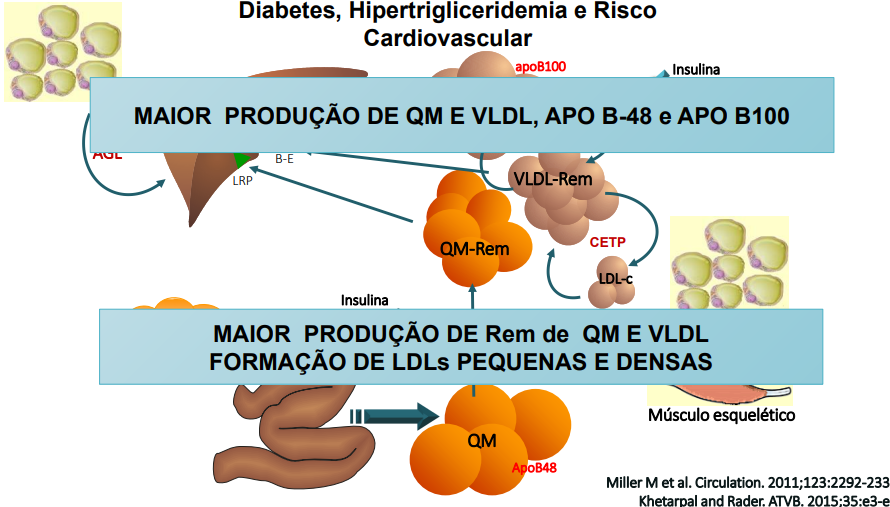 Diabetes, Hipertrigliceridemia e Risco
Cardiovascular
apoB100
Insulina
MAIOR PRODUÇÃO DE QM E VLDL, APO B-48 e APO B100
AGL
B-E
LRP
VLDL-Rem
QM-Rem
CETP
LDL-c
Insulina
MAIOR PRODUÇÃO DE Rem de QM E VLDL
FORMAÇÃO DE LDLs PEQUENAS E DENSAS
Músculo esquelético
QM
ApoB48
Miller M et al. Circulation. 2011;123:2292-233
Khetarpal and Rader. ATVB. 2015;35:e3-e